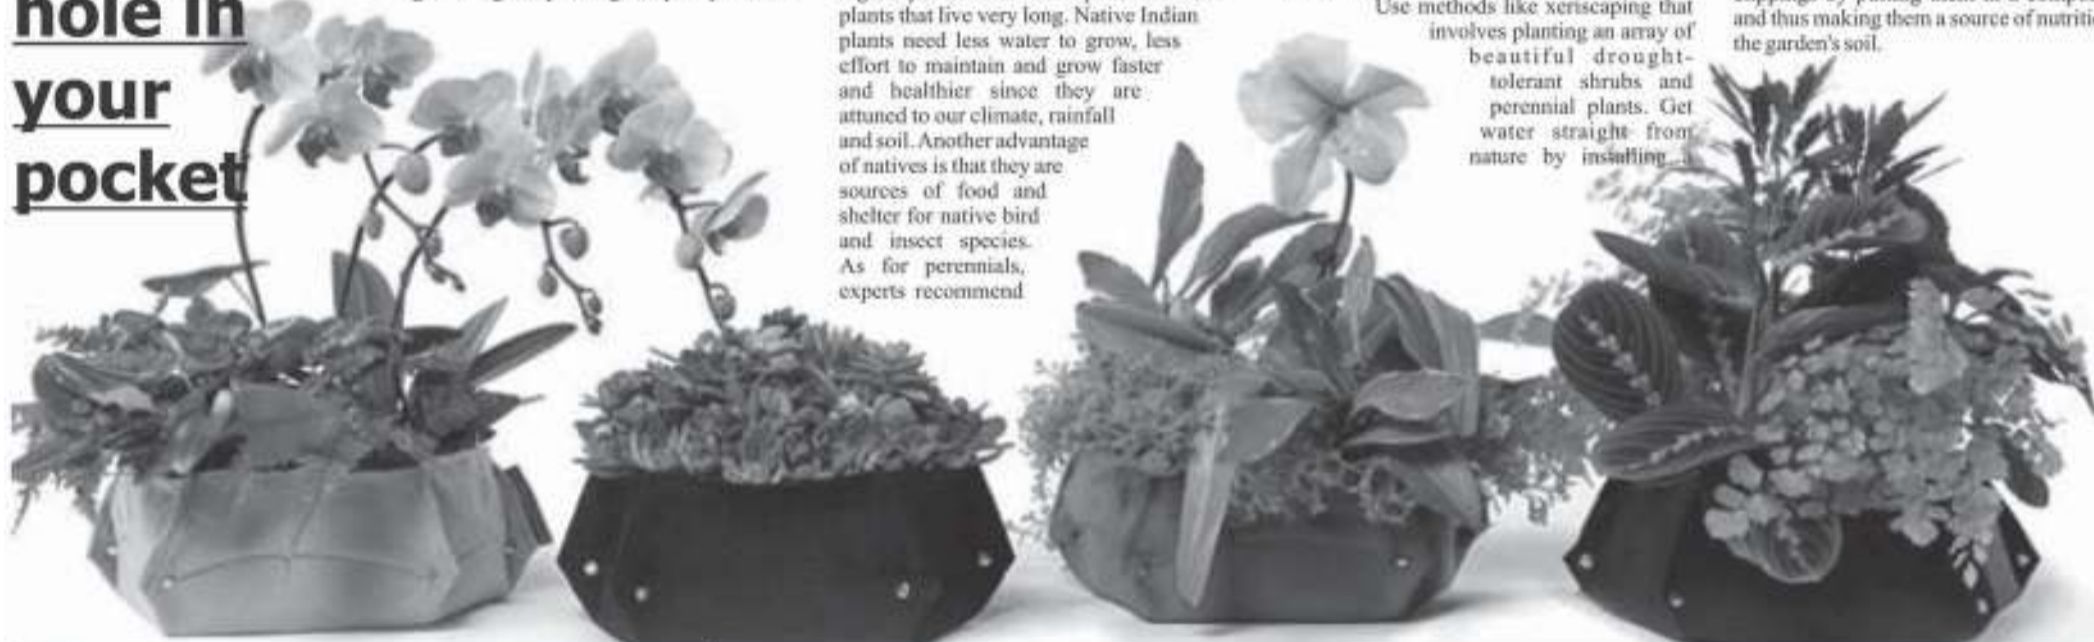 hole in
your
pocket
plants that live very long. Native Indian
plants need less water to grow, less
effort to maintain and grow faster
and healthier since they are
attuned to our climate, rainfall
and soil. Another advantage
of natives is that they are
sources of food and
shelter for native bird
and insect species.
As for perennials,
experts recommend
Use methods like xeriscaping that
involves planting an array of
beautiful drought-
tolerant shrubs and
perennial plants. Get
water straight from
nature by installing a
and thus making them a source of
the garden's soil.